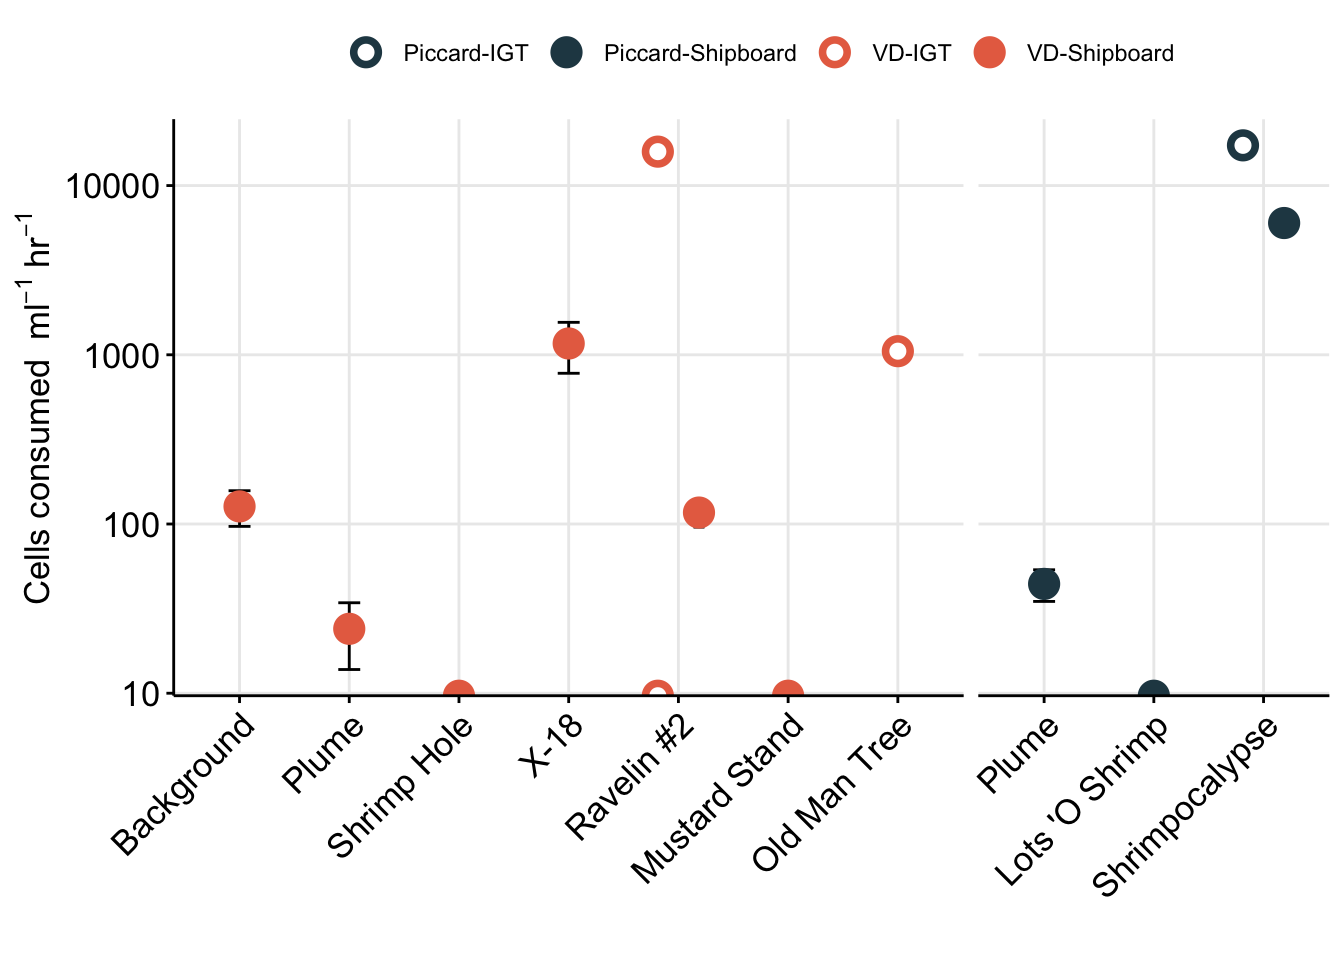 Piccard-IGT Piccard-Shipboard VD-IGT VD-Shipboard
Cells consumed ml⁻¹ hr⁻¹
10000
1000
100
10
Background
Plume
Shrimp Hole
X-18
Ravelin #2
Mustard Stand
Old Man Tree
Plume
Lots 'O Shrimp
Shrimpocalypse